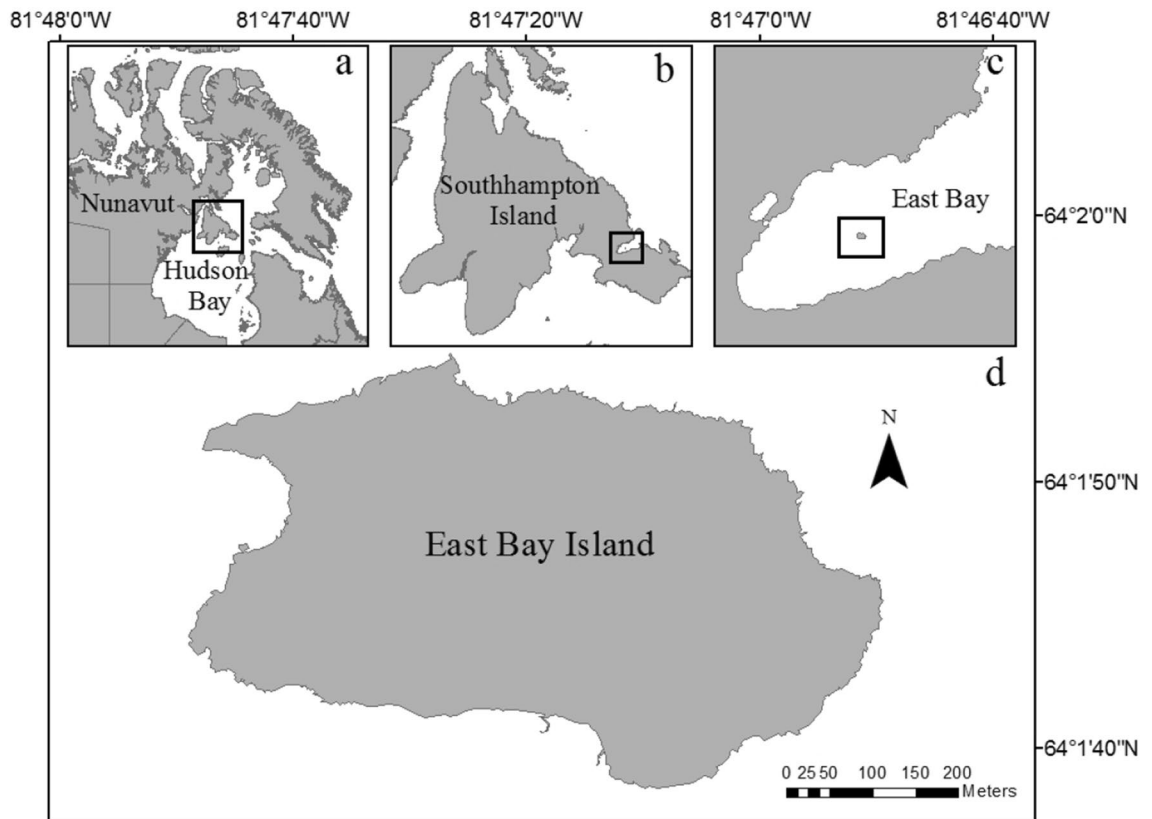 81°48'0"W 81°47'40"W 81°47'20"W 81°47'0"W 81°46'40"W
a
Nunavut
Hudson
Bay
b
Southhampton
Island
c
East Bay
64°2'0"N
d
N
64°1'50"N
East Bay Island
64°1'40"N
0 25 50 100 150 200
Meters